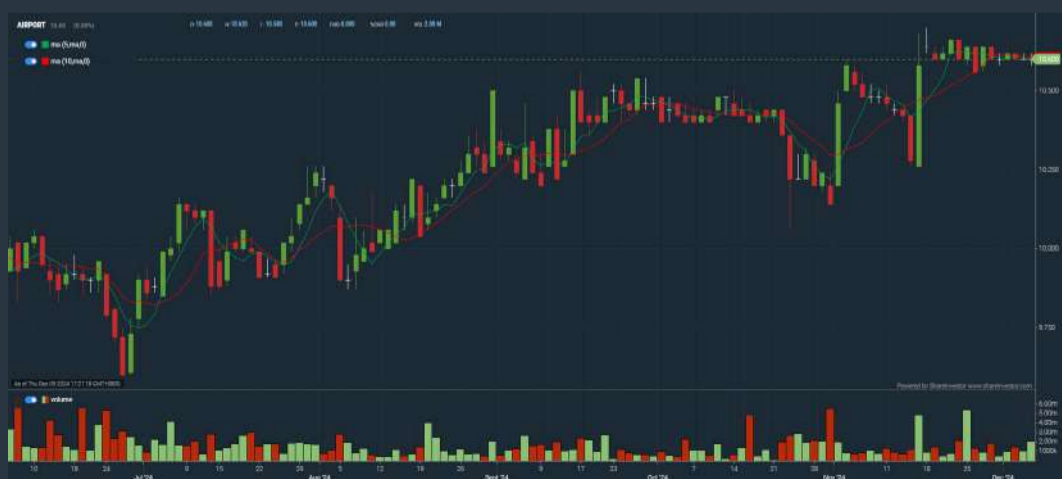 AIRPORT
ma (5,ma,0)
ma (10,ma,0)
10.600
10.500
10.250
10.000
9.750
Powered by ShareInvestor www.shareinvestor.com
volume
6.00m
5.00m
4.00m
3.00m
2.00m
1000k
10 18 24 Jul'24 8 15 22 29 Aug'24 5 12 19 26 Sept'24 9 17 23 Oct'24 7 14 21 28 Nov'24 11 18 25 Dec'24